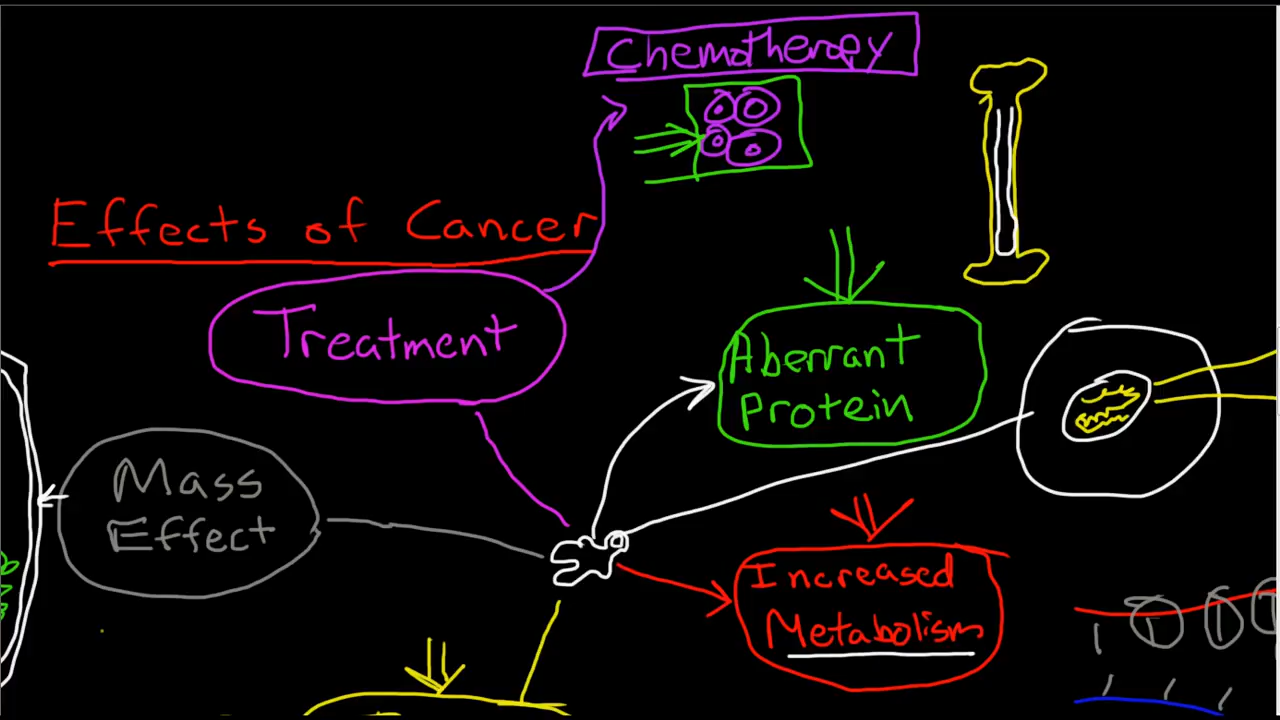 Chemotherapy
Effects of Cancer
Treatment
Aberrant
Protein
Mass
Effect
Increased
Metabolism